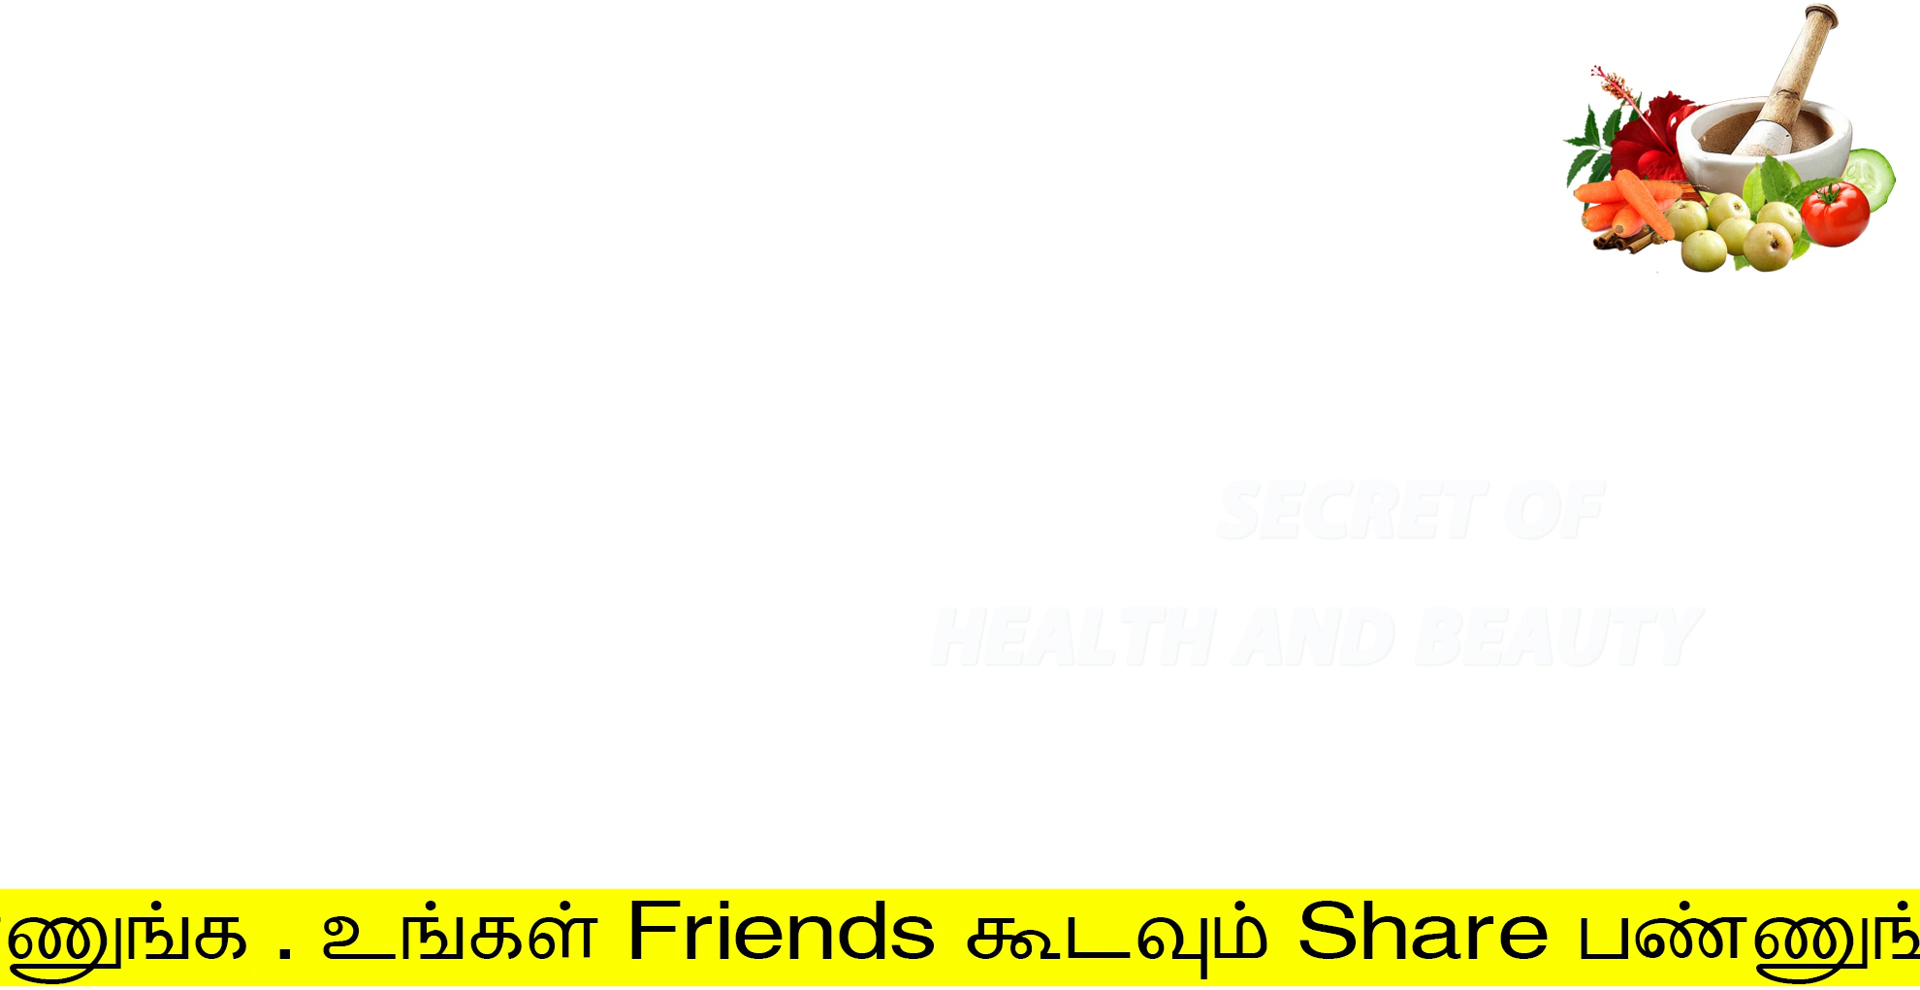 SECRET OF
HEALTH AND BEAUTY
ணுங்க . உங்கள் Friends கூடவும் Share பண்ணுங்